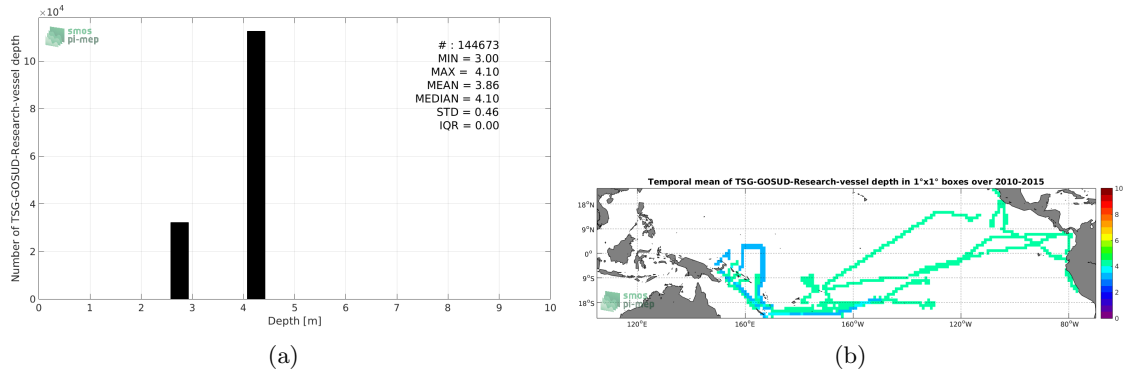 ×10⁴
smos
pi-mep
# : 144673
MIN = 3.00
MAX = 4.10
MEAN = 3.86
MEDIAN = 4.10
STD = 0.46
IQR = 0.00
Number of TSG-GOSUD-Research-vessel depth
10
8
6
4
2
0
0 1 2 3 4 5 6 7 8 9 10
Depth [m]
(a)
Temporal mean of TSG-GOSUD-Research-vessel depth in 1°x1° boxes over 2010-2015
18°N
9°N
0°
9°S
18°S
smos
pi-mep
120°E 160°E 160°W 120°W 80°W
10
8
6
4
2
0
(b)